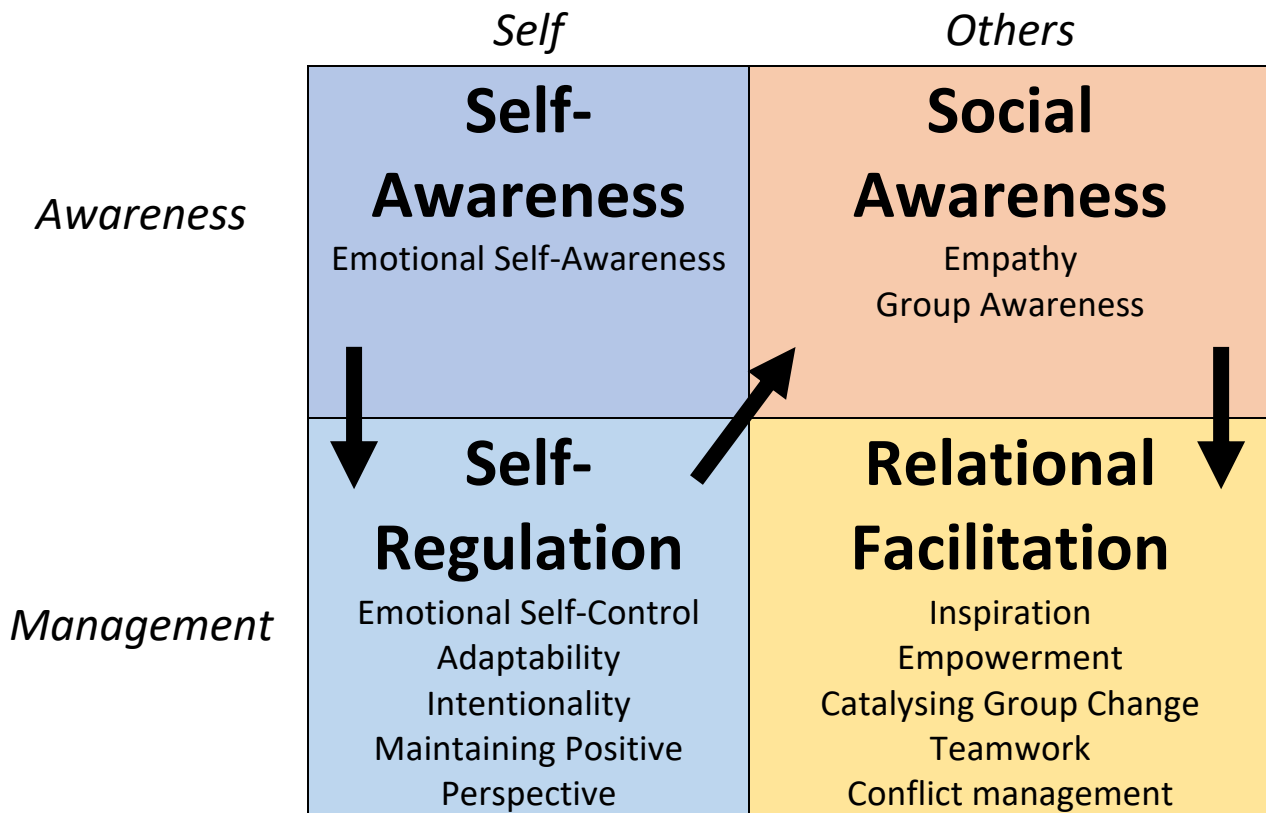 Self
Others
Awareness
Self-
Awareness
Emotional Self-Awareness
Social
Awareness
Empathy
Group Awareness
Management
Self-
Regulation
Emotional Self-Control
Adaptability
Intentionality
Maintaining Positive
Perspective
Relational
Facilitation
Inspiration
Empowerment
Catalysing Group Change
Teamwork
Conflict management